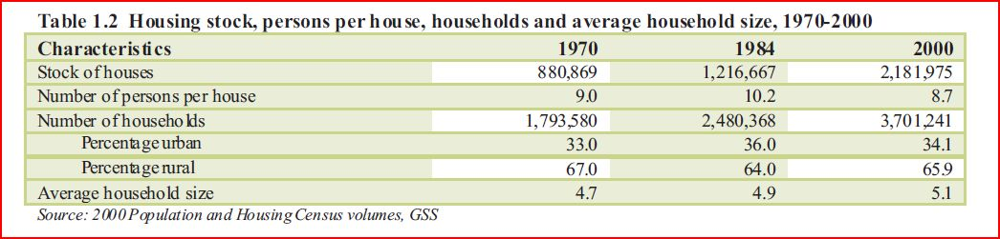 Table 1.2 Housing stock, persons per house, households and average household size, 1970-2000
Characteristics 1970 1984 2000
Stock of houses 880,869 1,216,667 2,181,975
Number of persons per house 9.0 10.2 8.7
Number of households 1,793,580 2,480,368 3,701,241
Percentage urban 33.0 36.0 34.1
Percentage rural 67.0 64.0 65.9
Average household size 4.7 4.9 5.1
Source: 2000 Population and Housing Census volumes, GSS